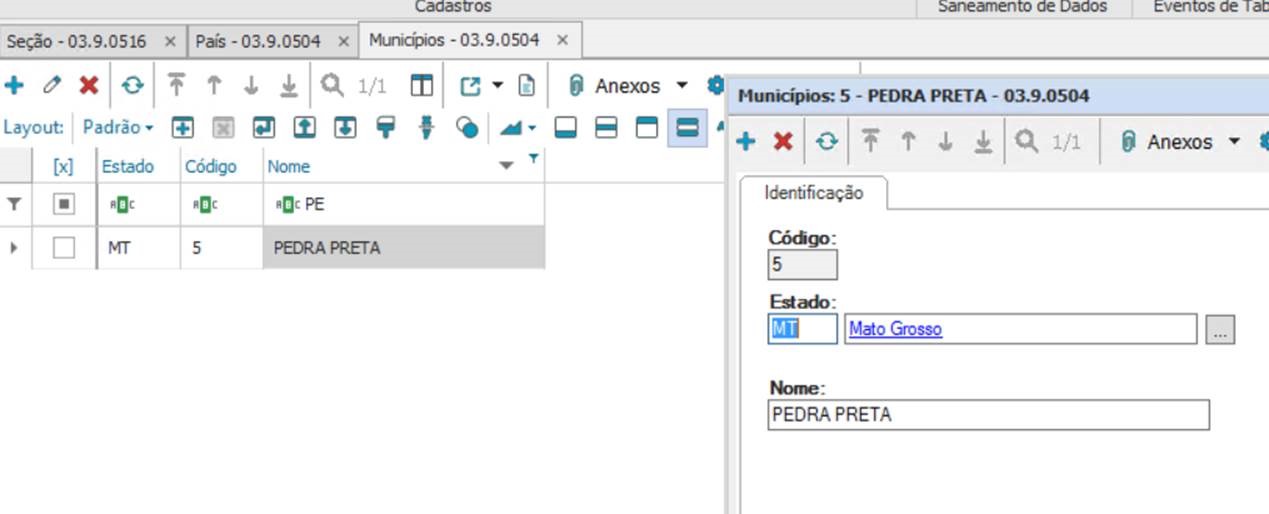 Cadastros
Saneamento de Dados
Eventos de Tab
Seção - 03.9.0516 ×
País - 03.9.0504 ×
Municípios - 03.9.0504 ×
1/1
Anexos
Layout: Padrão
[x] Estado Código Nome
ABC ABC ABC PE
MT 5 PEDRA PRETA
Municípios: 5 - PEDRA PRETA - 03.9.0504
1/1
Anexos
Identificação
Código:
5
Estado:
MT Mato Grosso ...
Nome:
PEDRA PRETA